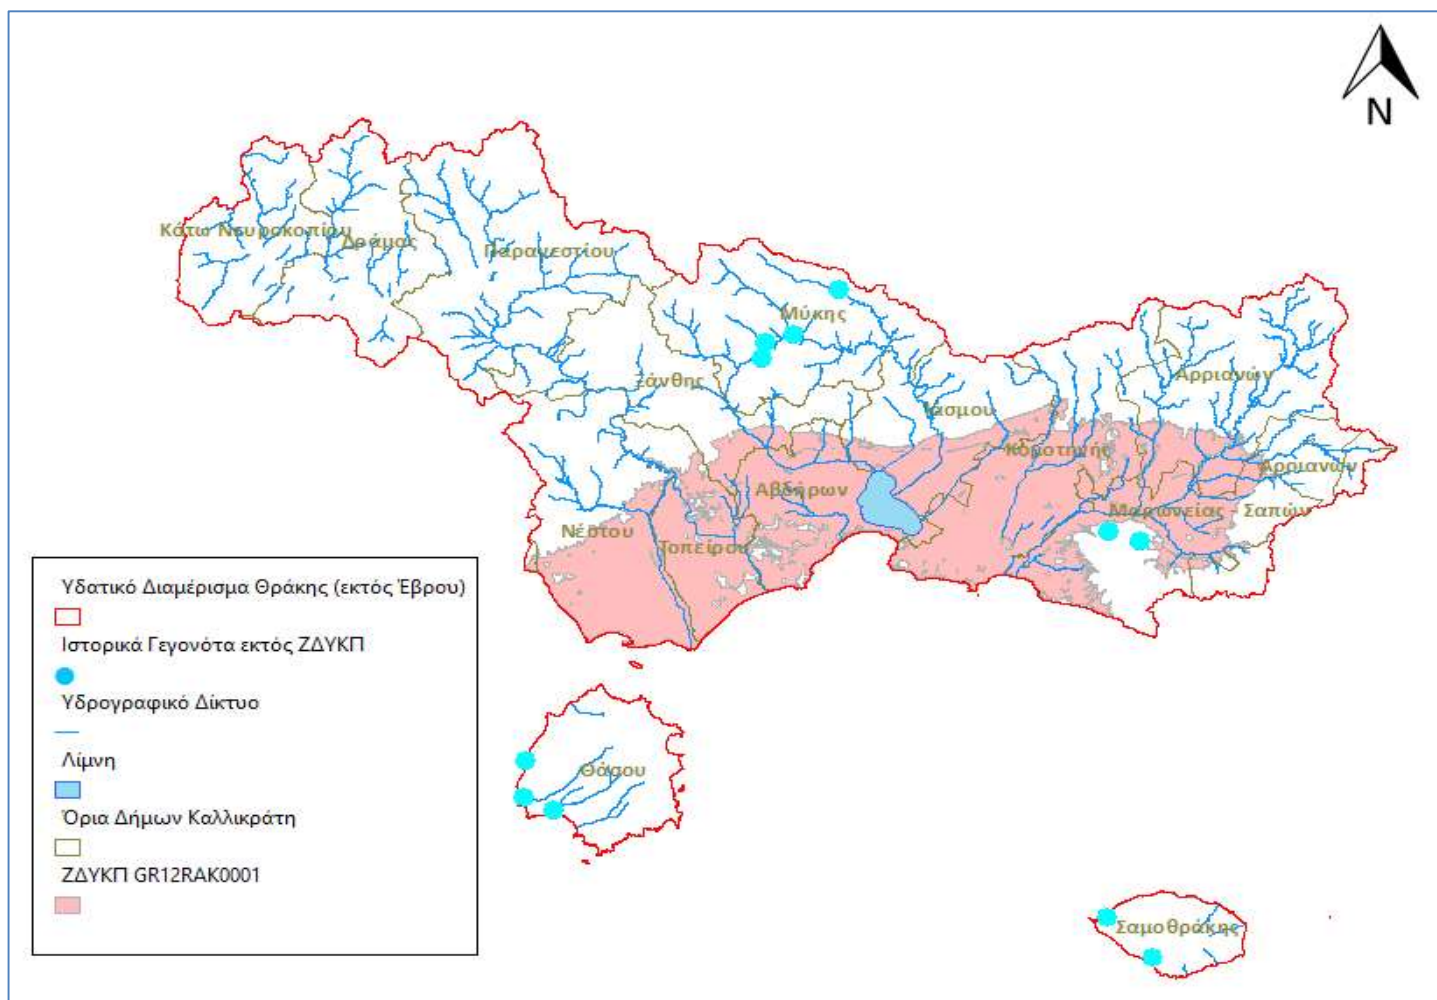 N
Κάτω Νευροκοπίου
Δράμας
Παρανεστίου
Μύκης
Ξάνθης
Αρριανών
Ιάσμου
Κομοτηνής
Αρριανών
Αβδήρων
Μαρωνείας - Σαπών
Νέστου
Τοπείρου
Θάσου
Σαμοθράκης
Υδατικό Διαμέρισμα Θράκης (εκτός Έβρου)
Ιστορικά Γεγονότα εκτός ΖΔΥΚΠ
Υδρογραφικό Δίκτυο
Λίμνη
Όρια Δήμων Καλλικράτη
ΖΔΥΚΠ GR12RAK0001